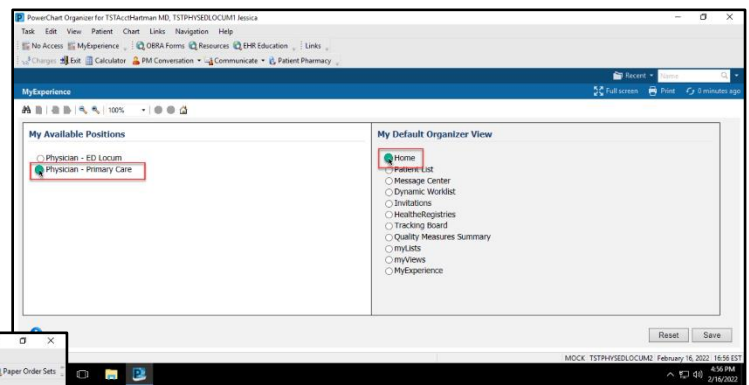 PowerChart Organizer for TSTAcctHartman MD, TSTPHYSEDLOCUM1 Jessica
Task Edit View Patient Chart Links Navigation Help
No Access MyExperience OBRA Forms Resources EHR Education Links
Charges Exit Calculator PM Conversation Communicate Patient Pharmacy
Recent Name
MyExperience Full screen Print 0 minutes ago
100%
My Available Positions
Physician - ED Locum
Physician - Primary Care
My Default Organizer View
Home
Patient List
Message Center
Dynamic Worklist
Invitations
HealtheRegistries
Tracking Board
Quality Measures Summary
myLists
myViews
MyExperience
Reset Save
MOCK TSTPHYSEDLOCUM2 February 16, 2022 16:56 EST
Paper Order Sets
4:56 PM
2/16/2022